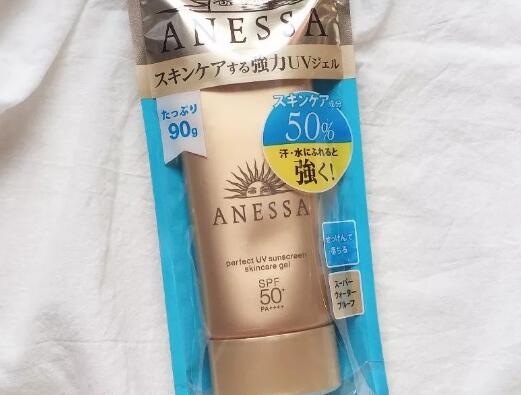 ANESSA
スキンケアする強力UVジェル
たっぷり
90g
スキンケア成分
50%
汗・水にふれると
強く!
ANESSA
perfect UV sunscreen
skincare gel
SPF
50+
PA++++
せっけんで
落ちる
スーパー
ウォーター
プルーフ